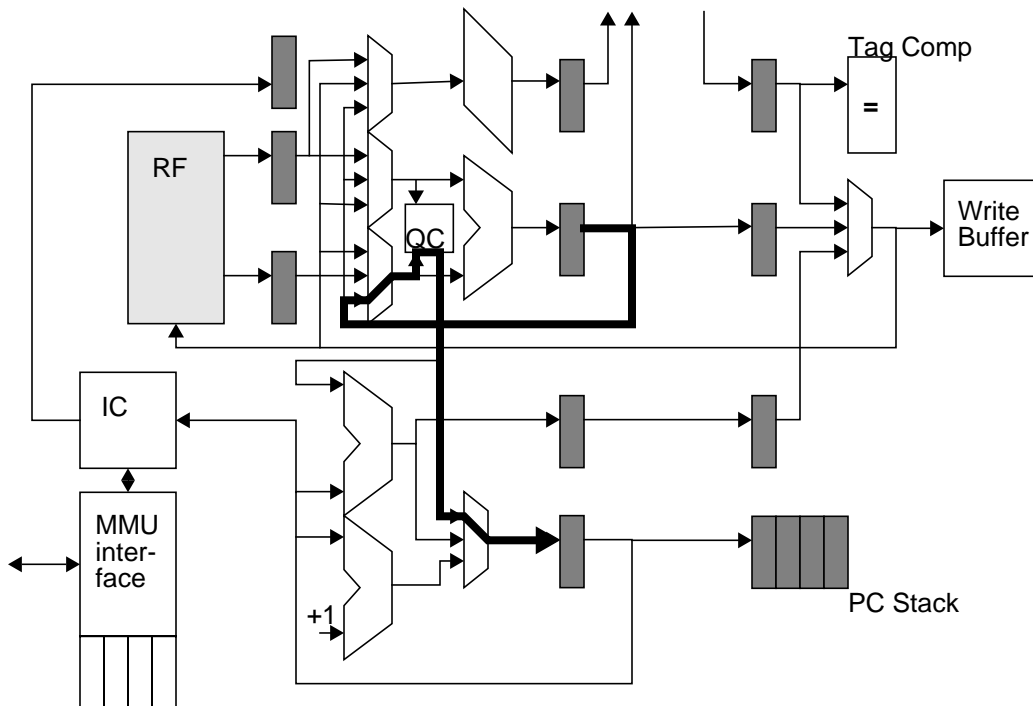 Tag Comp
=
RF
QC
Write
Buffer
IC
MMU
inter-
face
+1
PC Stack